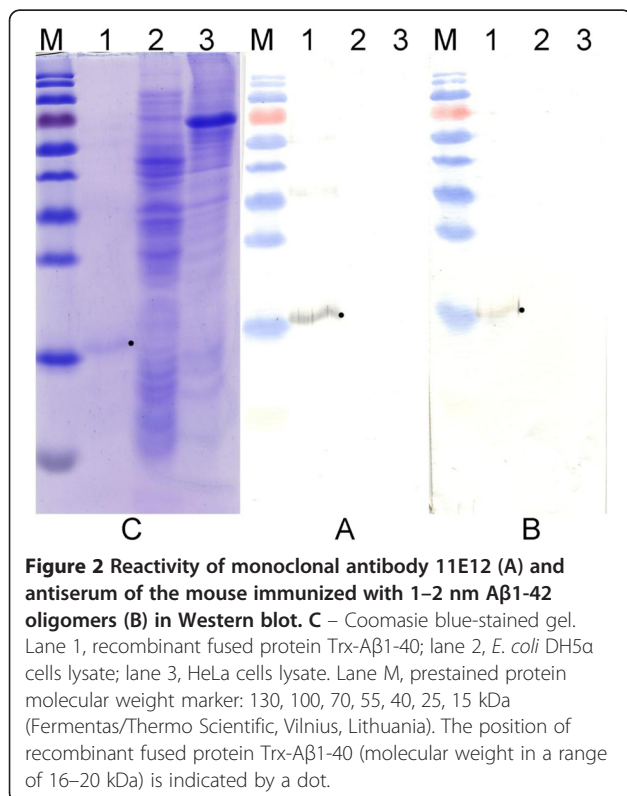 M 1 2 3 M 1 2 3 M 1 2 3
C A B
Figure 2 Reactivity of monoclonal antibody 11E12 (A) and
antiserum of the mouse immunized with 1–2 nm Aβ1-42
oligomers (B) in Western blot. C – Coomasie blue-stained gel.
Lane 1, recombinant fused protein Trx-Aβ1-40; lane 2, E. coli DH5α
cells lysate; lane 3, HeLa cells lysate. Lane M, prestained protein
molecular weight marker: 130, 100, 70, 55, 40, 25, 15 kDa
(Fermentas/Thermo Scientific, Vilnius, Lithuania). The position of
recombinant fused protein Trx-Aβ1-40 (molecular weight in a range
of 16–20 kDa) is indicated by a dot.